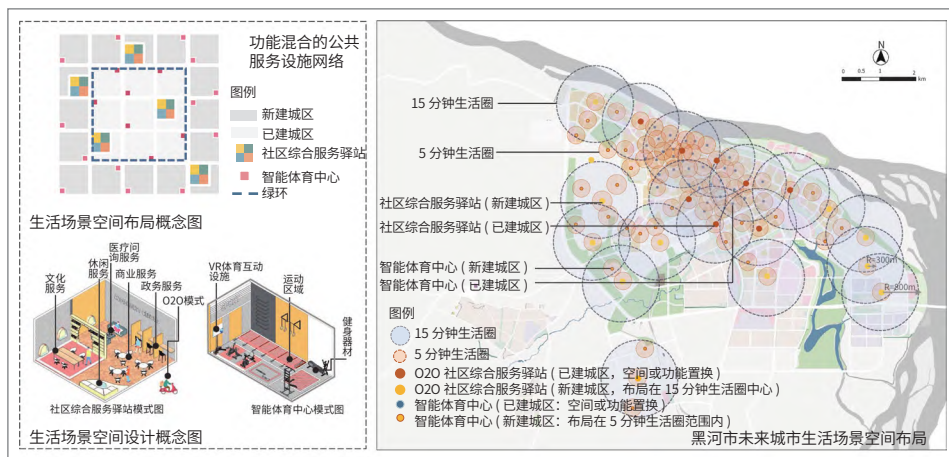 功能混合的公共
服务设施网络
图例
新建城区
已建城区
社区综合服务驿站
智能体育中心
绿环
生活场景空间布局概念图
医疗问
询服务
休闲
服务
商业服务
文化
服务
政务服务
O2O模式
VR体育互动
设施
运动
区域
健身器材
社区综合服务驿站模式图
智能体育中心模式图
生活场景空间设计概念图
N
0 0.5 1 2
km
15 分钟生活圈
5 分钟生活圈
社区综合服务驿站 ( 新建城区 )
社区综合服务驿站 ( 已建城区 )
智能体育中心 ( 新建城区 )
智能体育中心 ( 已建城区 )
R=300m
R=800m
图例
15 分钟生活圈
5 分钟生活圈
O2O 社区综合服务驿站 ( 已建城区，空间或功能置换 )
O2O 社区综合服务驿站 ( 新建城区，布局在 15 分钟生活圈中心 )
智能体育中心 ( 已建城区：空间或功能置换 )
智能体育中心 ( 新建城区：布局在 5 分钟生活圈范围内 )
黑河市未来城市生活场景空间布局